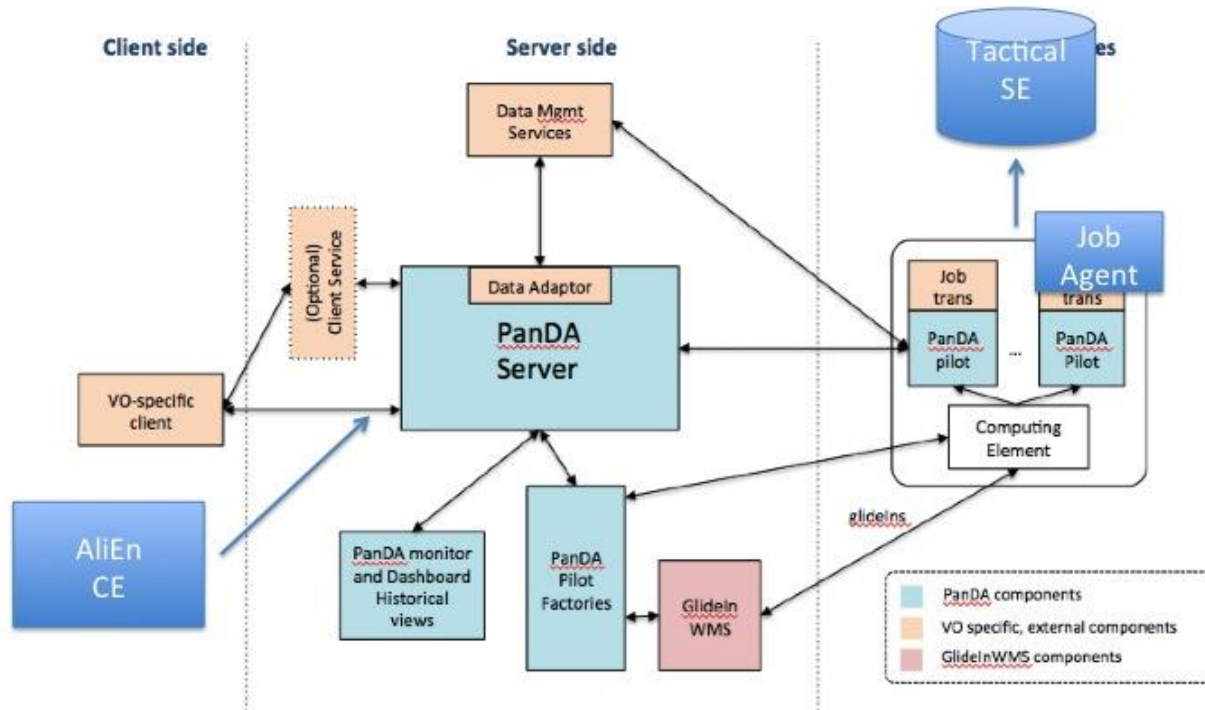 Client side
Server side
es
Tactical
SE
Data Mgmt
Services
(Optional)
Client Service
Data Adaptor
PanDA
Server
Job
Agent
Job
trans
trans
PanDA
pilot
...
PanDA
Pilot
VO-specific
client
Computing
Element
AliEn
CE
PanDA monitor
and Dashboard
Historical
views
PanDA
Pilot
Factories
GlideIn
WMS
glideIns
PanDA components
VO specific, external components
GlideInWMS components